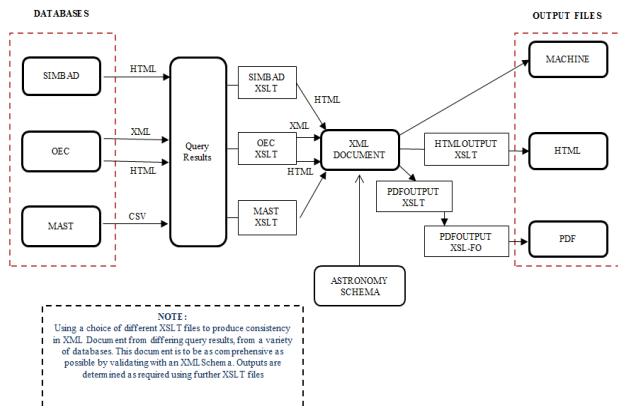 DATABASES
OUTPUT FILES
SIMBAD
HTML
OEC
XML
HTML
MAST
CSV
Query
Results
SIMBAD
XSLT
HTML
OEC
XSLT
XML
HTML
MAST
XSLT
XML
DOCUMENT
ASTRONOMY
SCHEMA
HTMLOUTPUT
XSLT
PDFOUTPUT
XSLT
PDFOUTPUT
XSL-FO
MACHINE
HTML
PDF
NOTE:
Using a choice of different XSLT files to produce consistency
in XML Document from differing query results, from a variety
of databases. This document is to be as comprehensive as
possible by validating with an XML Schema. Outputs are
determined as required using further XSLT files